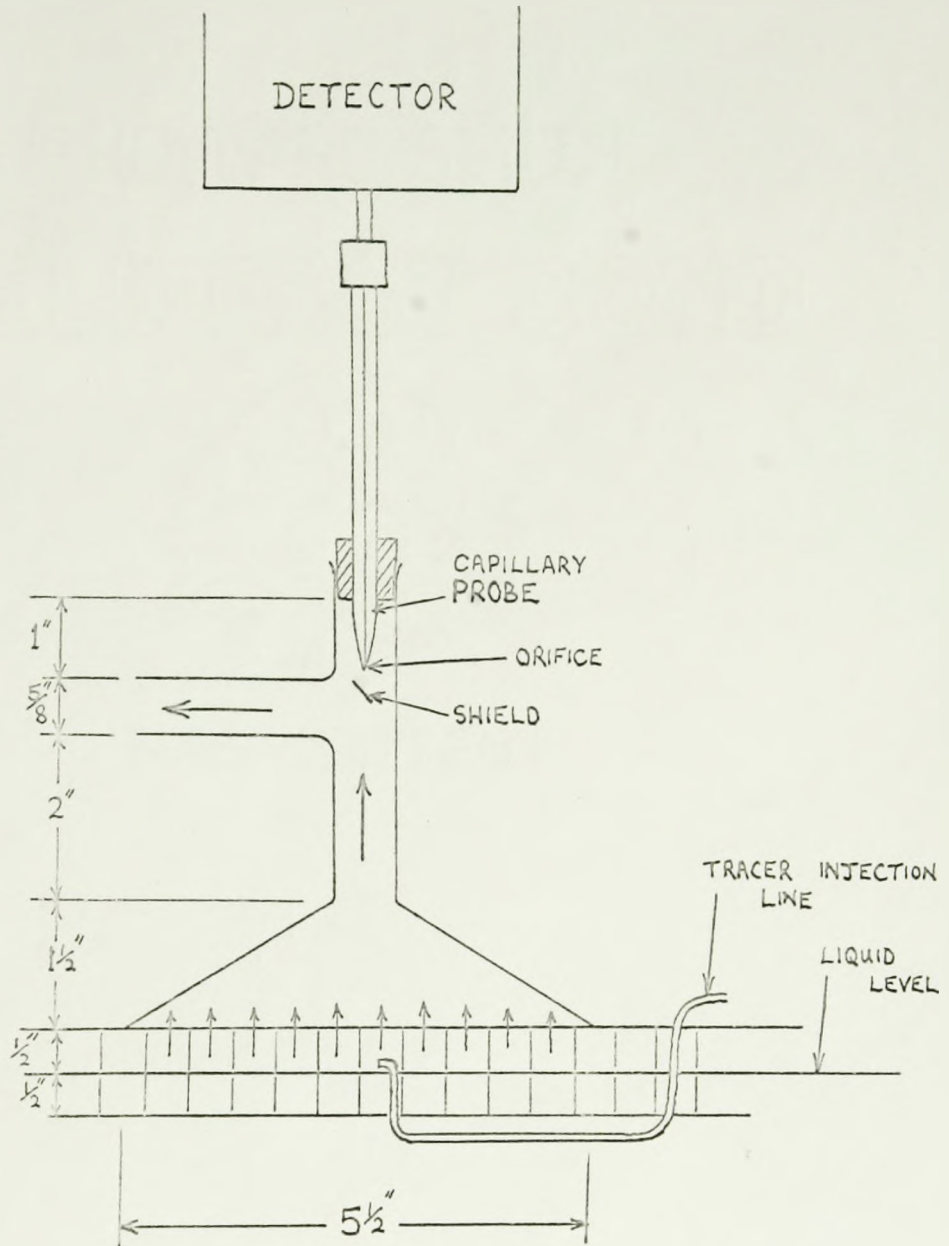 DETECTOR
CAPILLARY
PROBE
1"
ORIFICE
5/8"
SHIELD
2"
TRACER INJECTION
LINE
1½"
LIQUID
LEVEL
½"
½"
5½"